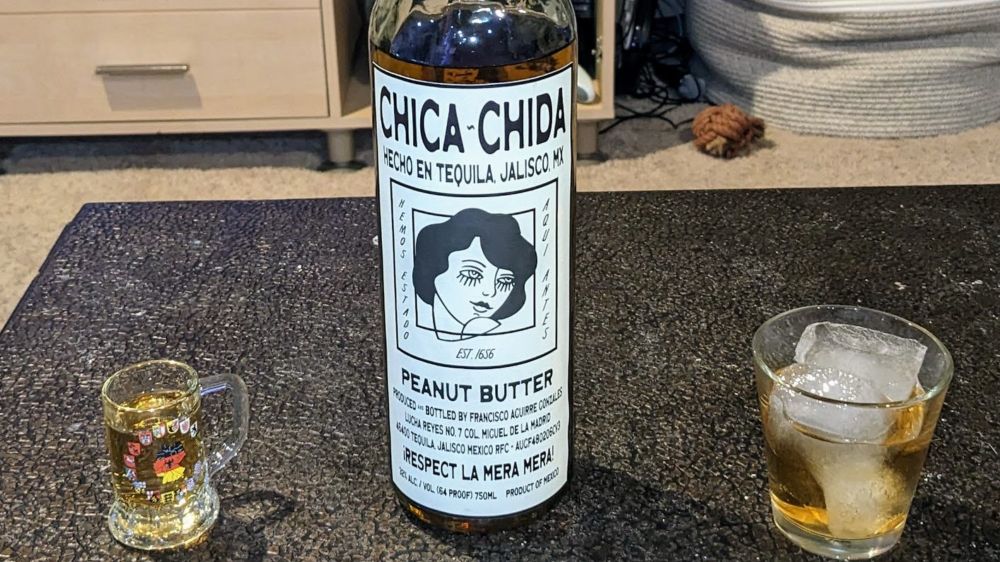 CHICA~CHIDA
HECHO EN TEQUILA, JALISCO, MX
HEMOS ESTADO
AQUI ANTES
EST. 1656
PEANUT BUTTER
PRODUCED AND BOTTLED BY FRANCISCO AGUIRRE GONZALES
LUCHA REYES NO. 7 COL. MIGUEL DE LA MADRID
46400 TEQUILA, JALISCO MEXICO RFC - AUCF480206CV3
¡RESPECT LA MERA MERA!
32% ALC. / VOL. (64 PROOF) 750ML PRODUCT OF MEXICO